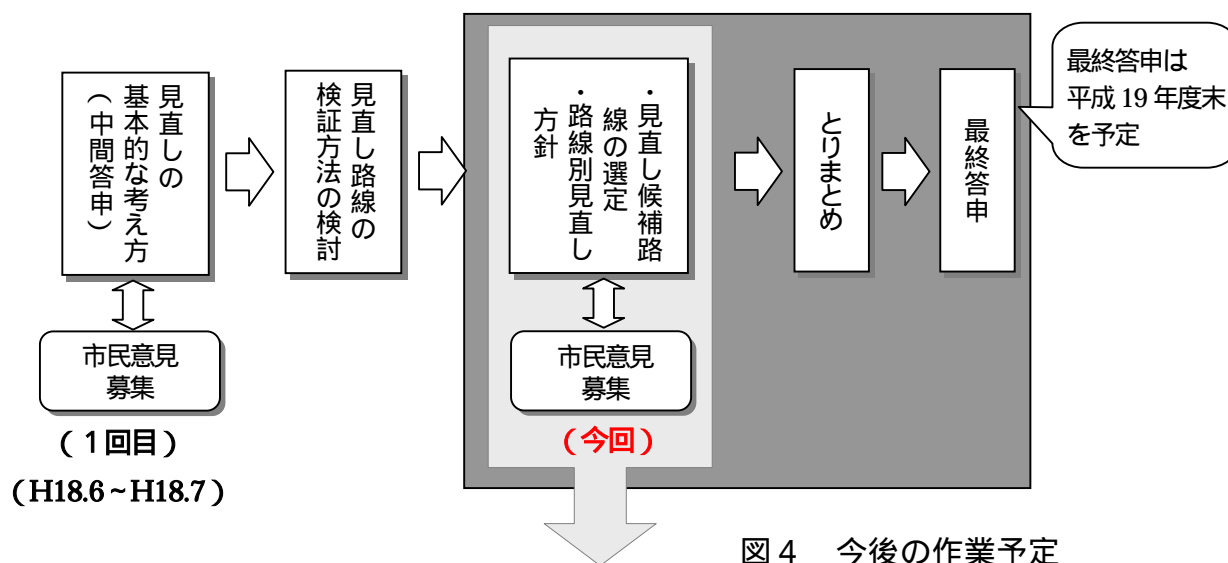 見直しの
基本的な考え方
（中間答申）
見直し路線の
検証方法の検討
・見直し候補路
線の選定
・路線別見直し
方針
とりまとめ
最終答申
最終答申は
平成 19 年度末
を予定
市民意見
募集
（１回目）
（H18.6～H18.7）
市民意見
募集
（今回）
図４　今後の作業予定